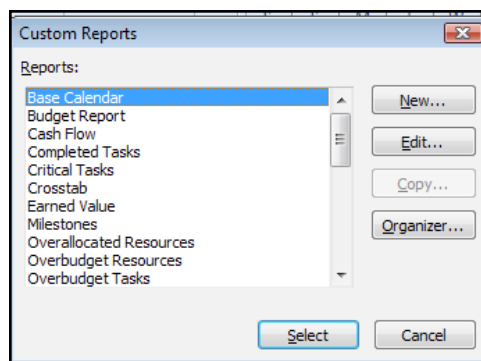 Custom Reports
Reports:
Base Calendar
Budget Report
Cash Flow
Completed Tasks
Critical Tasks
Crosstab
Earned Value
Milestones
Overallocated Resources
Overbudget Resources
Overbudget Tasks
New...
Edit...
Copy...
Organizer...
Select
Cancel